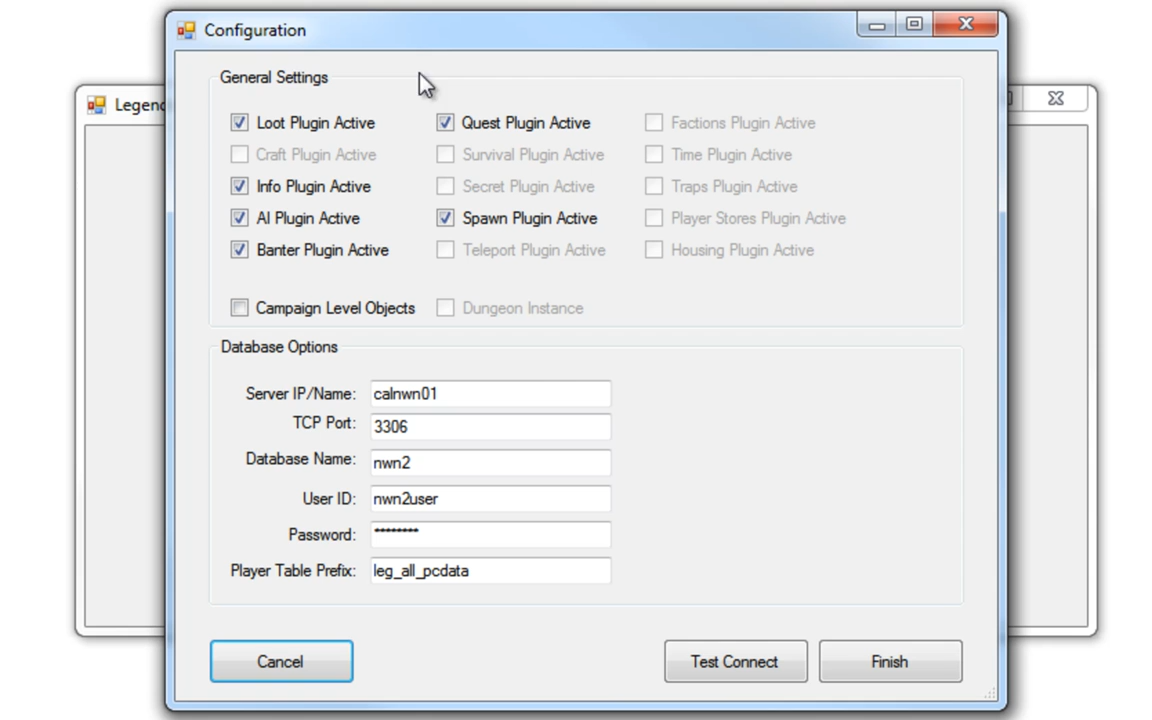 Configuration
Legend
General Settings
Loot Plugin Active Quest Plugin Active Factions Plugin Active
Craft Plugin Active Survival Plugin Active Time Plugin Active
Info Plugin Active Secret Plugin Active Traps Plugin Active
AI Plugin Active Spawn Plugin Active Player Stores Plugin Active
Banter Plugin Active Teleport Plugin Active Housing Plugin Active
Campaign Level Objects Dungeon Instance
Database Options
Server IP/Name: calnwn01
TCP Port: 3306
Database Name: nwn2
User ID: nwn2user
Password: ********
Player Table Prefix: leg_all_pcdata
Cancel Test Connect Finish